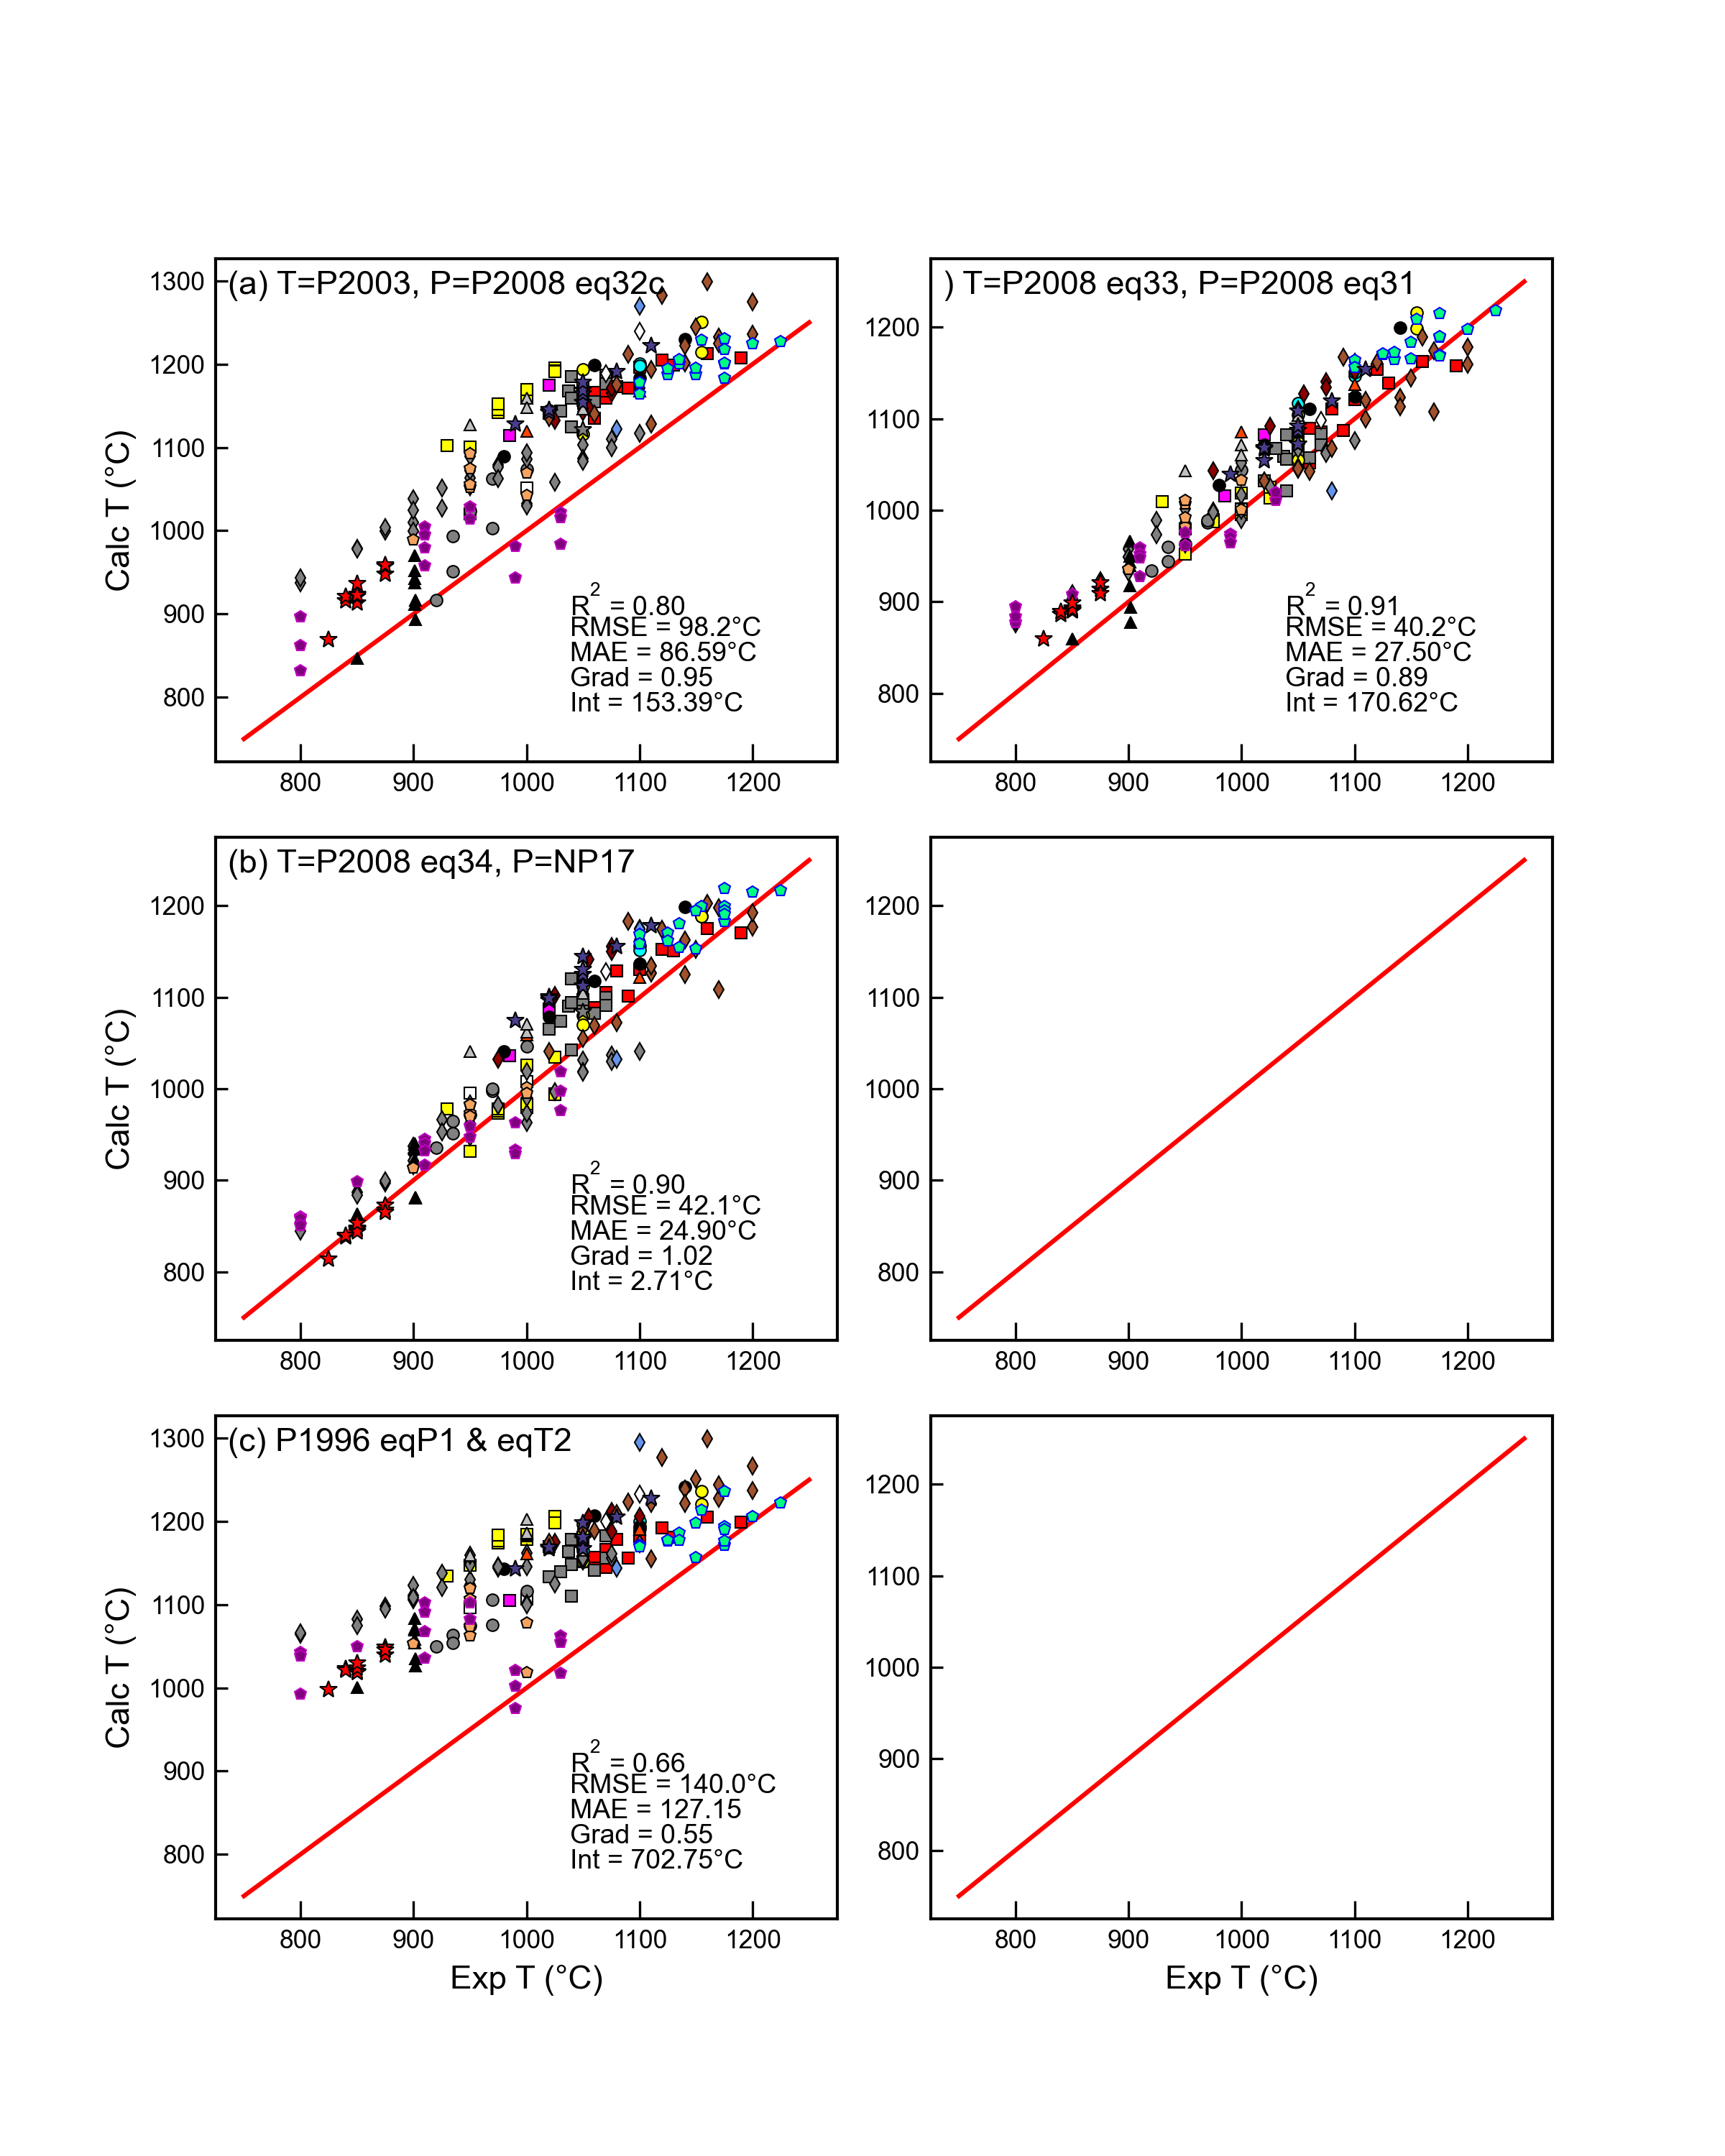 (a) T=P2003, P=P2008 eq32c
Calc T (°C)
1300
1200
1100
1000
900
800
R2 = 0.80
RMSE = 98.2°C
MAE = 86.59°C
Grad = 0.95
Int = 153.39°C
800 900 1000 1100 1200
) T=P2008 eq33, P=P2008 eq31
1200
1100
1000
900
800
R2 = 0.91
RMSE = 40.2°C
MAE = 27.50°C
Grad = 0.89
Int = 170.62°C
800 900 1000 1100 1200
(b) T=P2008 eq34, P=NP17
Calc T (°C)
1200
1100
1000
900
800
R2 = 0.90
RMSE = 42.1°C
MAE = 24.90°C
Grad = 1.02
Int = 2.71°C
800 900 1000 1100 1200
1200
1100
1000
900
800
800 900 1000 1100 1200
(c) P1996 eqP1 & eqT2
Calc T (°C)
1300
1200
1100
1000
900
800
R2 = 0.66
RMSE = 140.0°C
MAE = 127.15
Grad = 0.55
Int = 702.75°C
800 900 1000 1100 1200
Exp T (°C)
1200
1100
1000
900
800
800 900 1000 1100 1200
Exp T (°C)